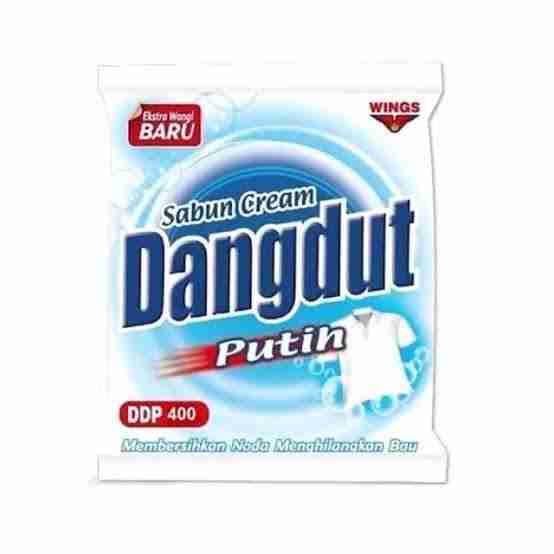 Ekstra Wangi
BARU
WINGS
Sabun Cream
Dangdut
Putih
DDP 400
Membersihkan Noda Menghilangkan Bau